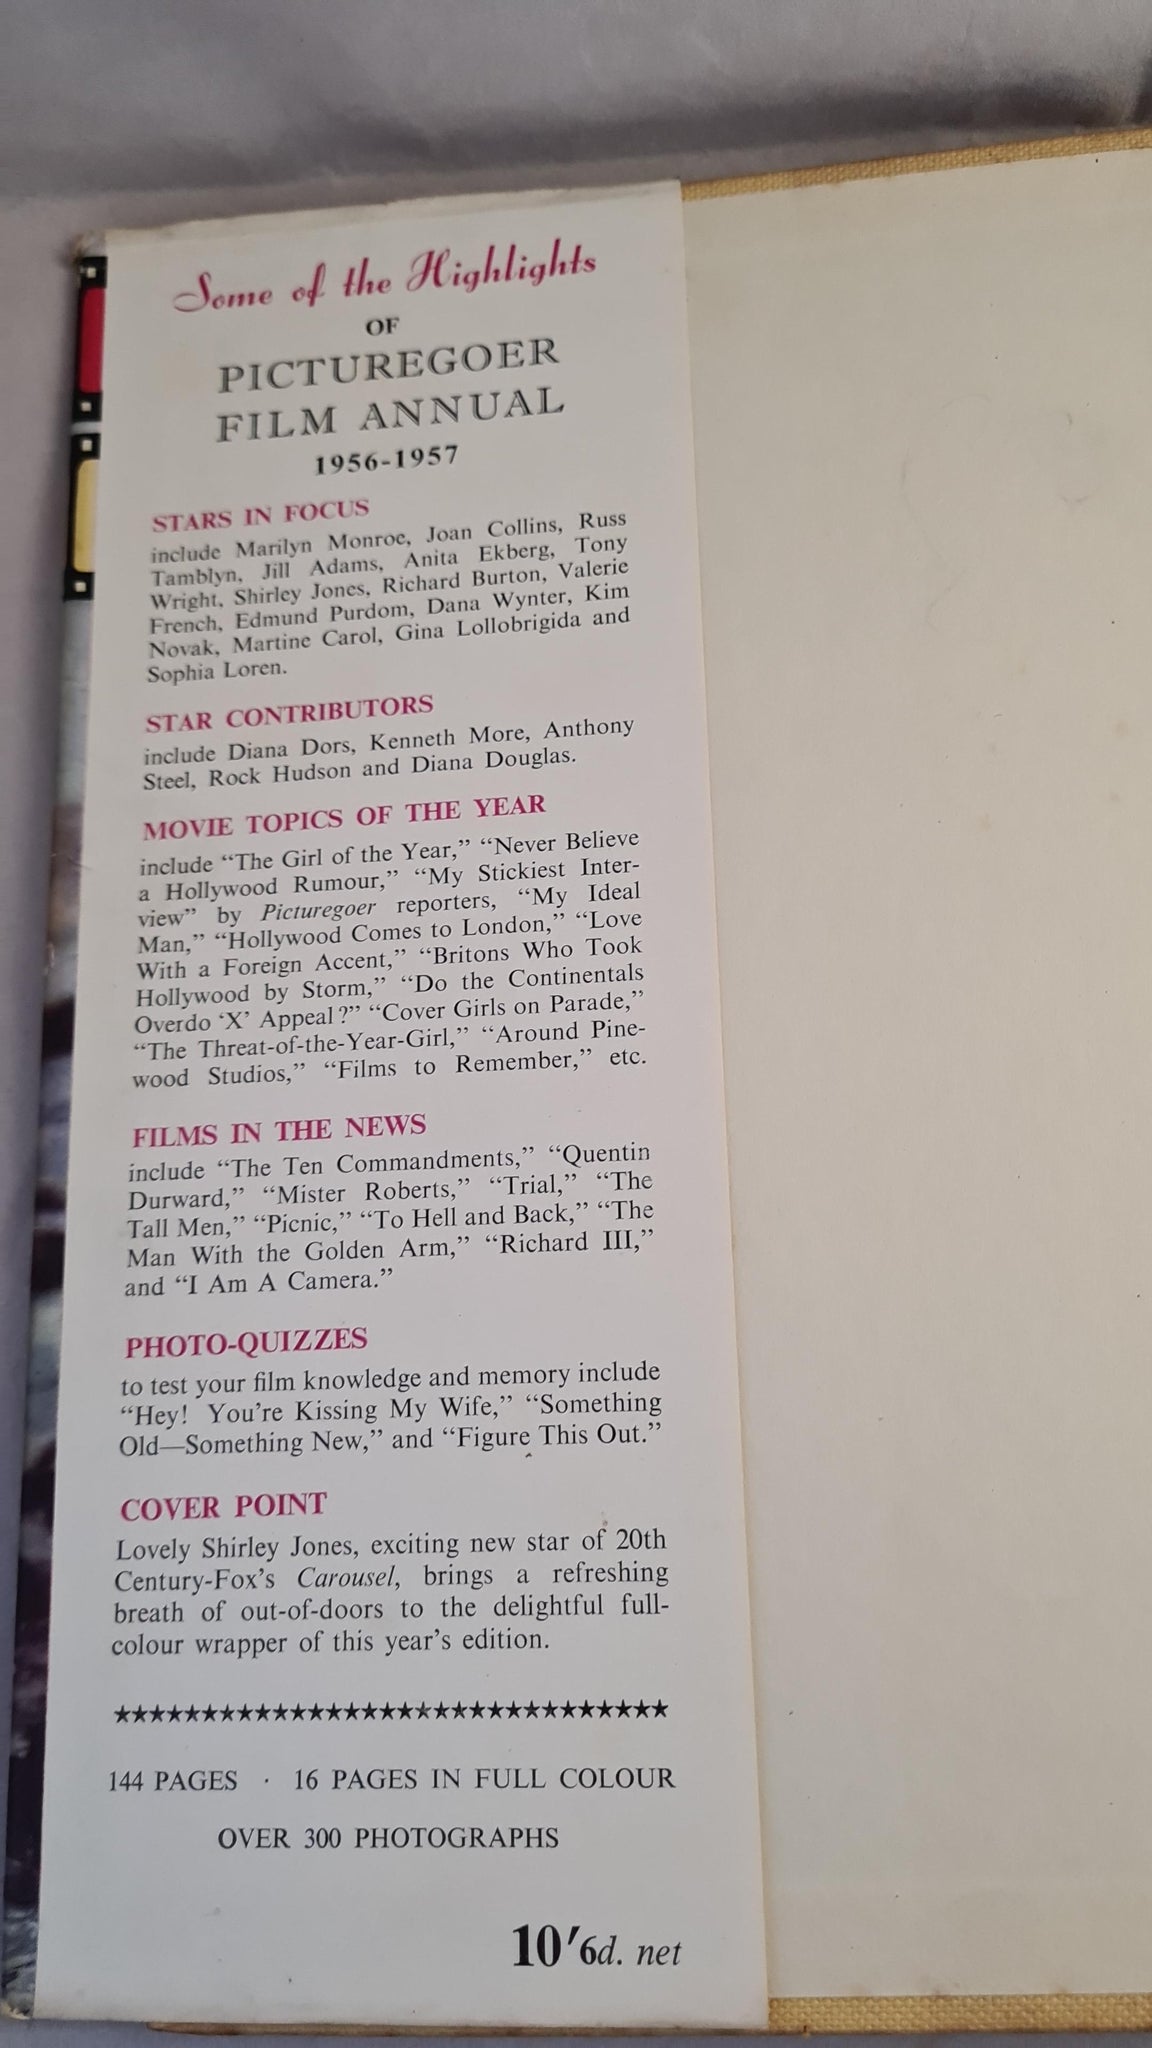 Some of the Highlights
OF
PICTUREGOER
FILM ANNUAL
1956-1957
STARS IN FOCUS
include Marilyn Monroe, Joan Collins, Russ
Tamblyn, Jill Adams, Anita Ekberg, Tony
Wright, Shirley Jones, Richard Burton, Valerie
French, Edmund Purdom, Dana Wynter, Kim
Novak, Martine Carol, Gina Lollobrigida and
Sophia Loren.
STAR CONTRIBUTORS
include Diana Dors, Kenneth More, Anthony
Steel, Rock Hudson and Diana Douglas.
MOVIE TOPICS OF THE YEAR
include “The Girl of the Year,” “Never Believe
a Hollywood Rumour,” “My Stickiest Inter-
view” by Picturegoer reporters, “My Ideal
Man,” “Hollywood Comes to London,” “Love
With a Foreign Accent,” “Britons Who Took
Hollywood by Storm,” “Do the Continentals
Overdo ‘X’ Appeal?” “Cover Girls on Parade,”
“The Threat-of-the-Year-Girl,” “Around Pine-
wood Studios,” “Films to Remember,” etc.
FILMS IN THE NEWS
include “The Ten Commandments,” “Quentin
Durward,” “Mister Roberts,” “Trial,” “The
Tall Men,” “Picnic,” “To Hell and Back,” “The
Man With the Golden Arm,” “Richard III,”
and “I Am A Camera.”
PHOTO-QUIZZES
to test your film knowledge and memory include
“Hey! You’re Kissing My Wife,” “Something
Old—Something New,” and “Figure This Out.”
COVER POINT
Lovely Shirley Jones, exciting new star of 20th
Century-Fox’s Carousel, brings a refreshing
breath of out-of-doors to the delightful full-
colour wrapper of this year’s edition.
★★★★★★★★★★★★★★★★★★★★★★★★★★★★★★★
144 PAGES · 16 PAGES IN FULL COLOUR
OVER 300 PHOTOGRAPHS
10′6d. net